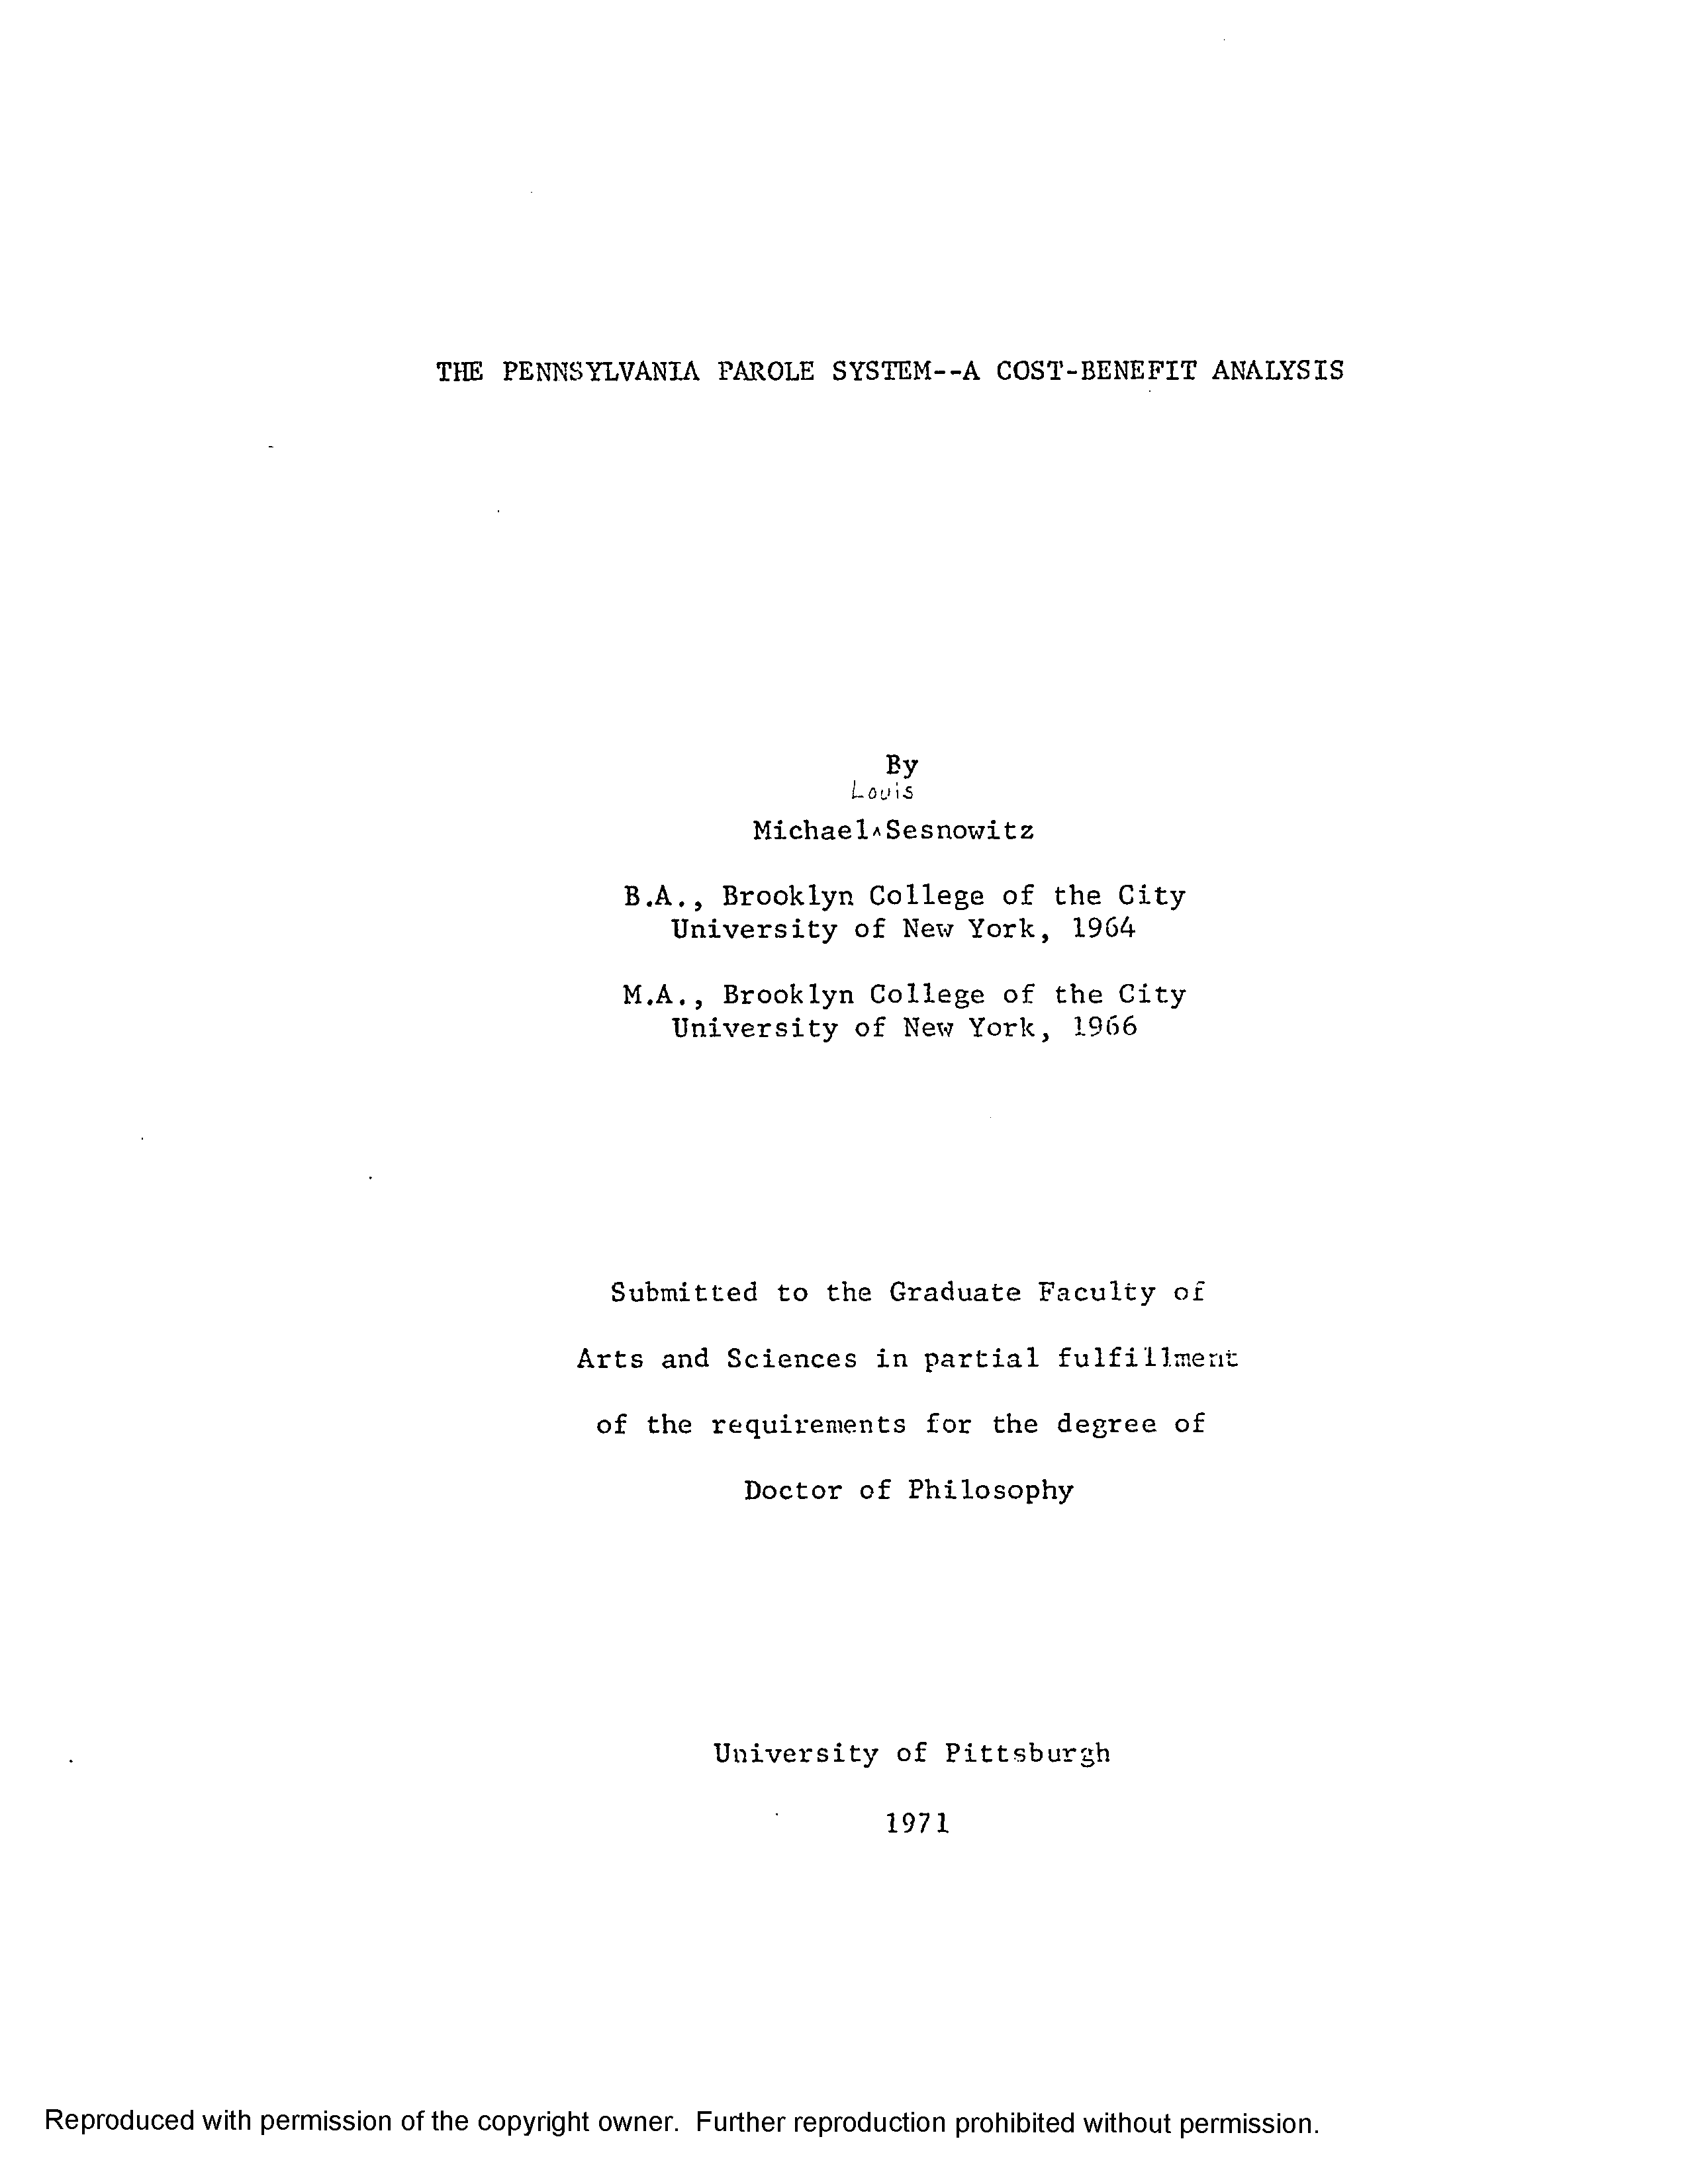 THE PENNSYLVANIA PAROLE SYSTEM--A COST-BENEFIT ANALYSIS
By
Louis
Michael^Sesnowitz
B.A., Brooklyn College of the City
University of New York, 1964
M.A., Brooklyn College of the City
University of New York, 1966
Submitted to the Graduate Faculty of
Arts and Sciences in partial fulfillment
of the requirements for the degree of
Doctor of Philosophy
University of Pittsburgh
1971
Reproduced with permission of the copyright owner. Further reproduction prohibited without permission.